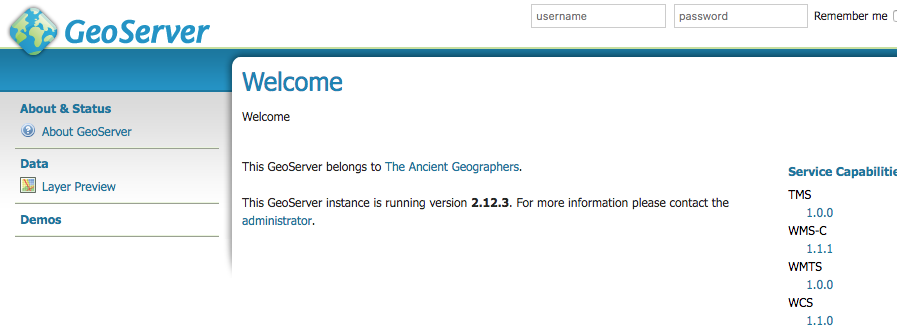 GeoServer
username
password
Remember me
Welcome
Welcome
About & Status
About GeoServer
Data
Layer Preview
Demos
This GeoServer belongs to The Ancient Geographers.
This GeoServer instance is running version 2.12.3. For more information please contact the
administrator.
Service Capabilitie
TMS
1.0.0
WMS-C
1.1.1
WMTS
1.0.0
WCS
1.1.0